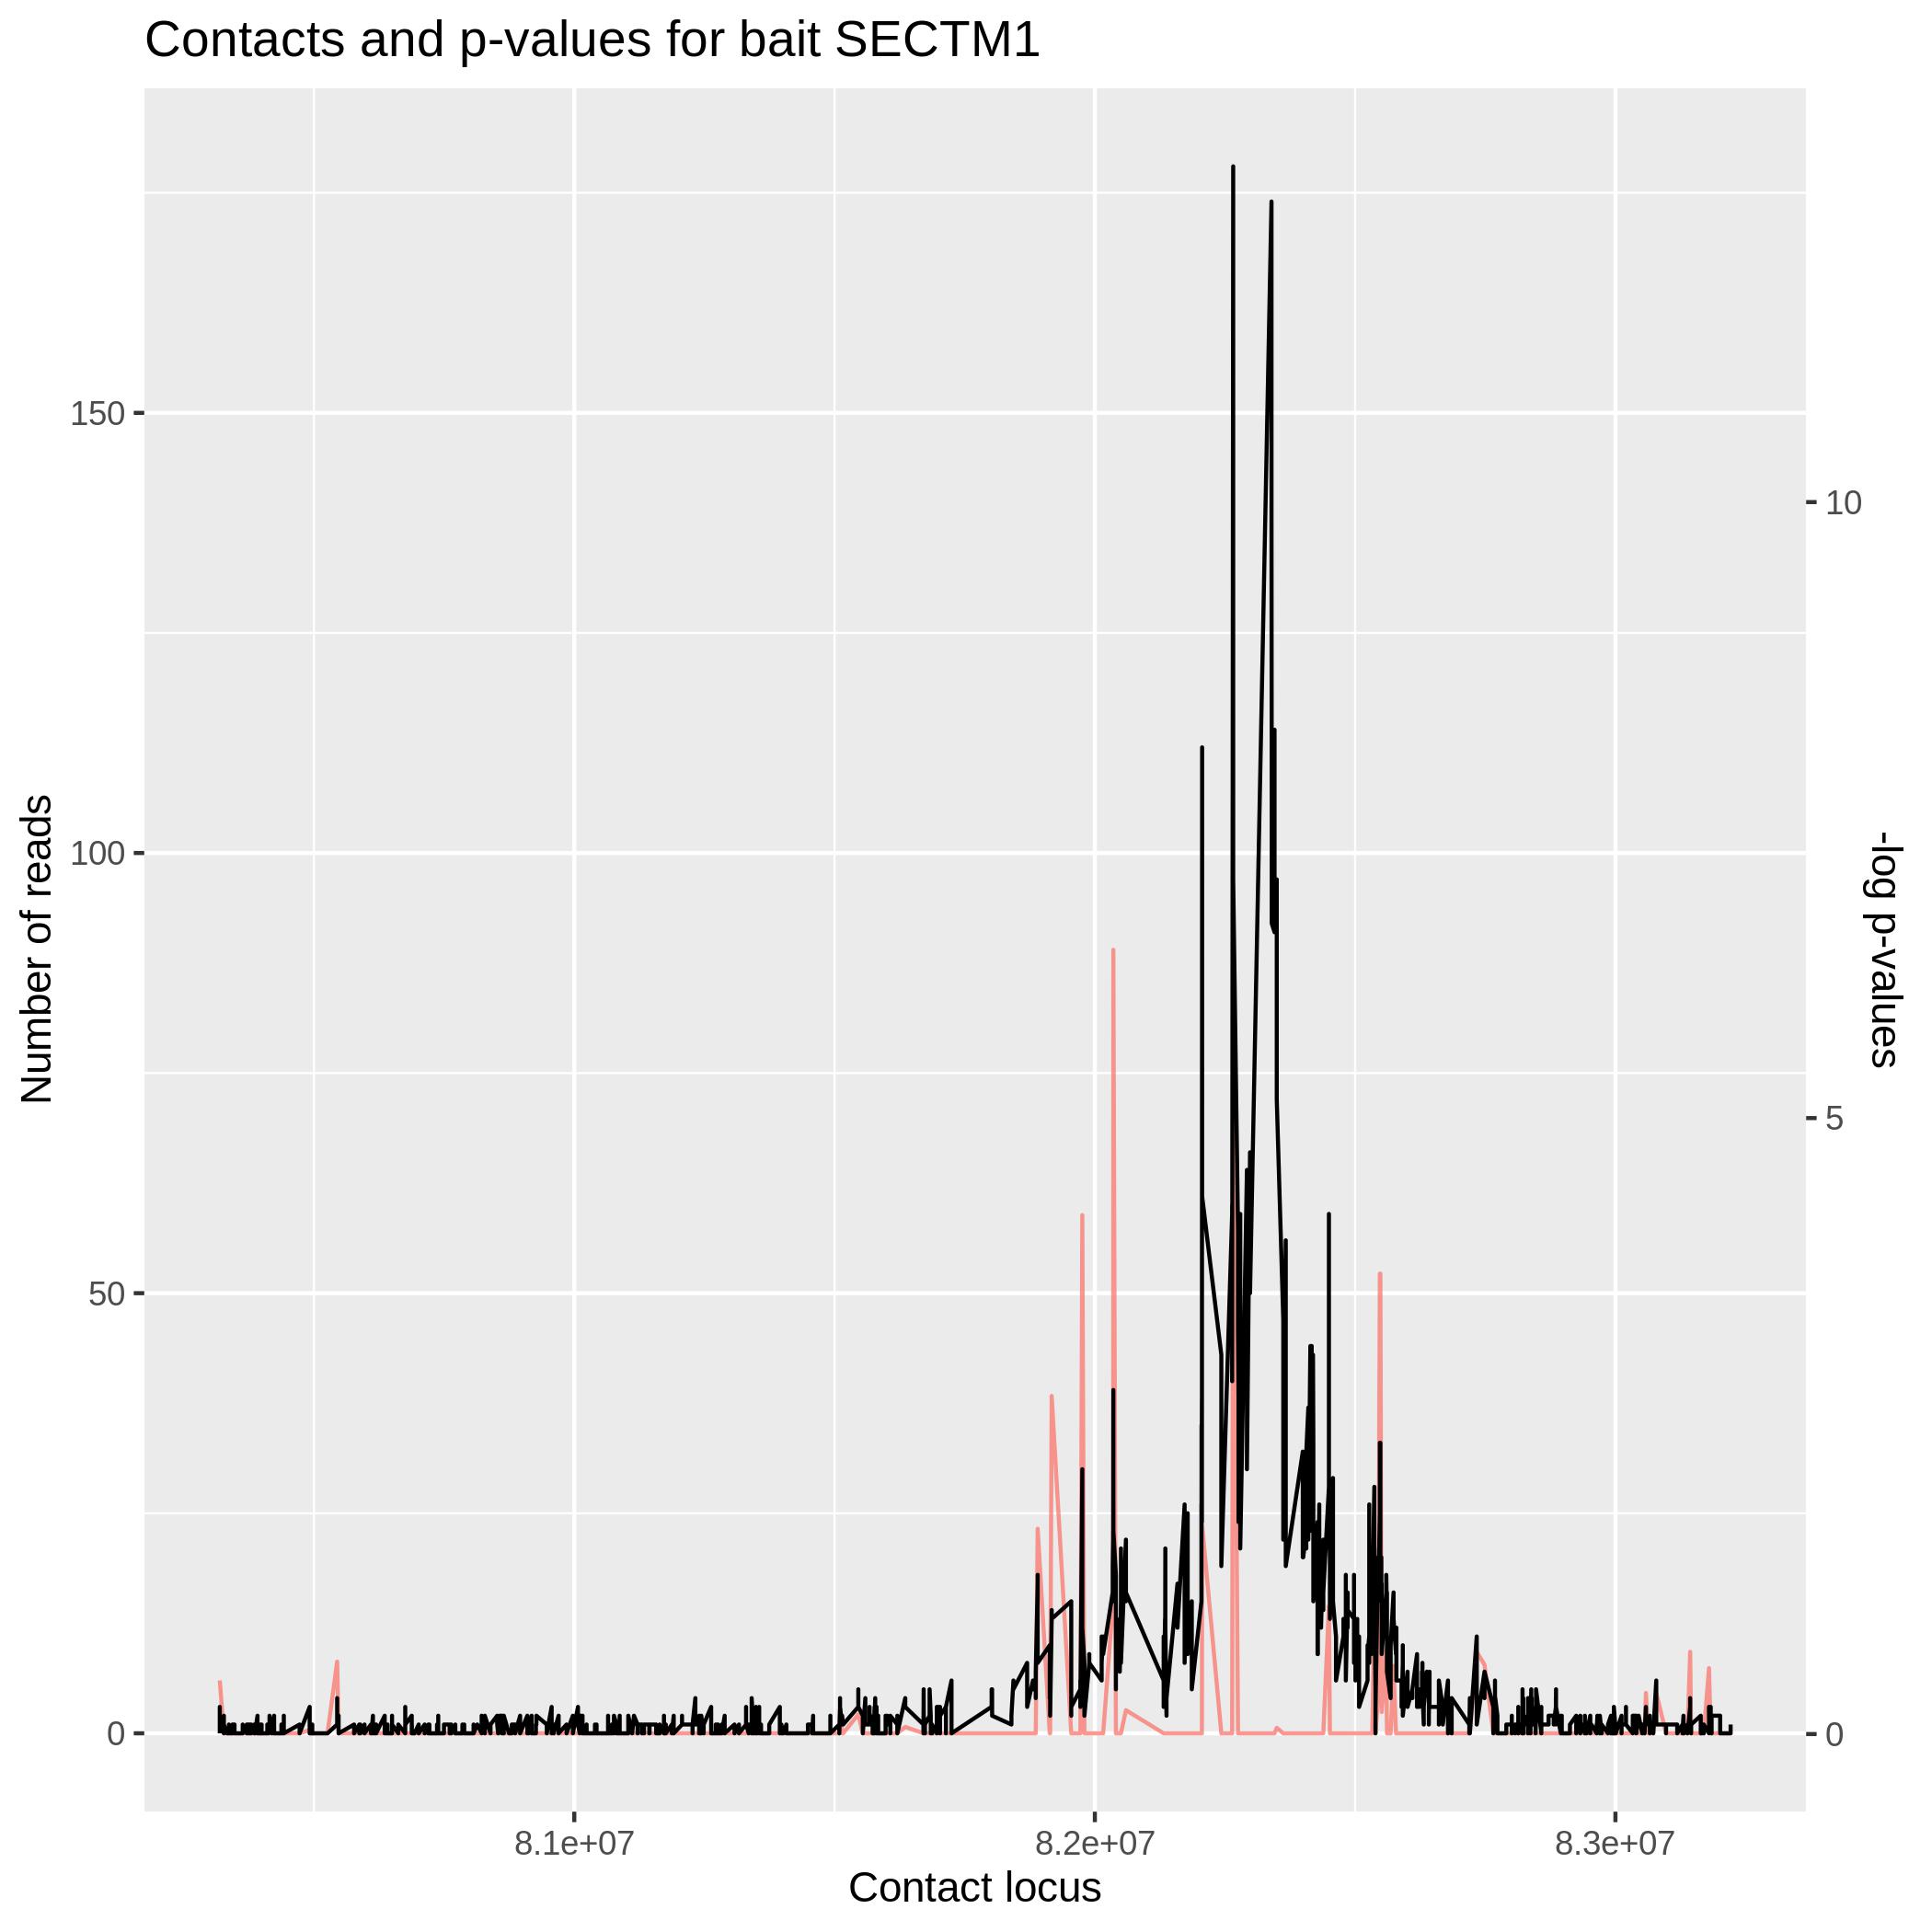 Contacts and p-values for bait SECTM1
150
100
50
0
Number of reads
10
5
0
-log p-values
8.1e+07
8.2e+07
8.3e+07
Contact locus